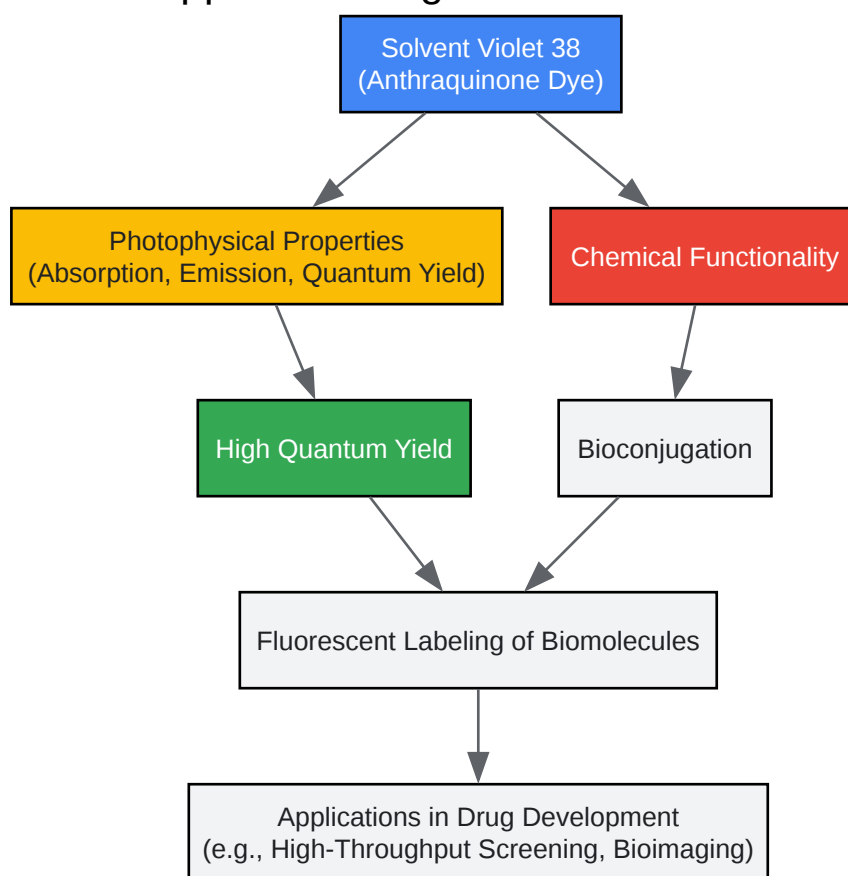 Solvent Violet 38
(Anthraquinone Dye)
Photophysical Properties
(Absorption, Emission, Quantum Yield)
Chemical Functionality
High Quantum Yield
Bioconjugation
Fluorescent Labeling of Biomolecules
Applications in Drug Development
(e.g., High-Throughput Screening, Bioimaging)